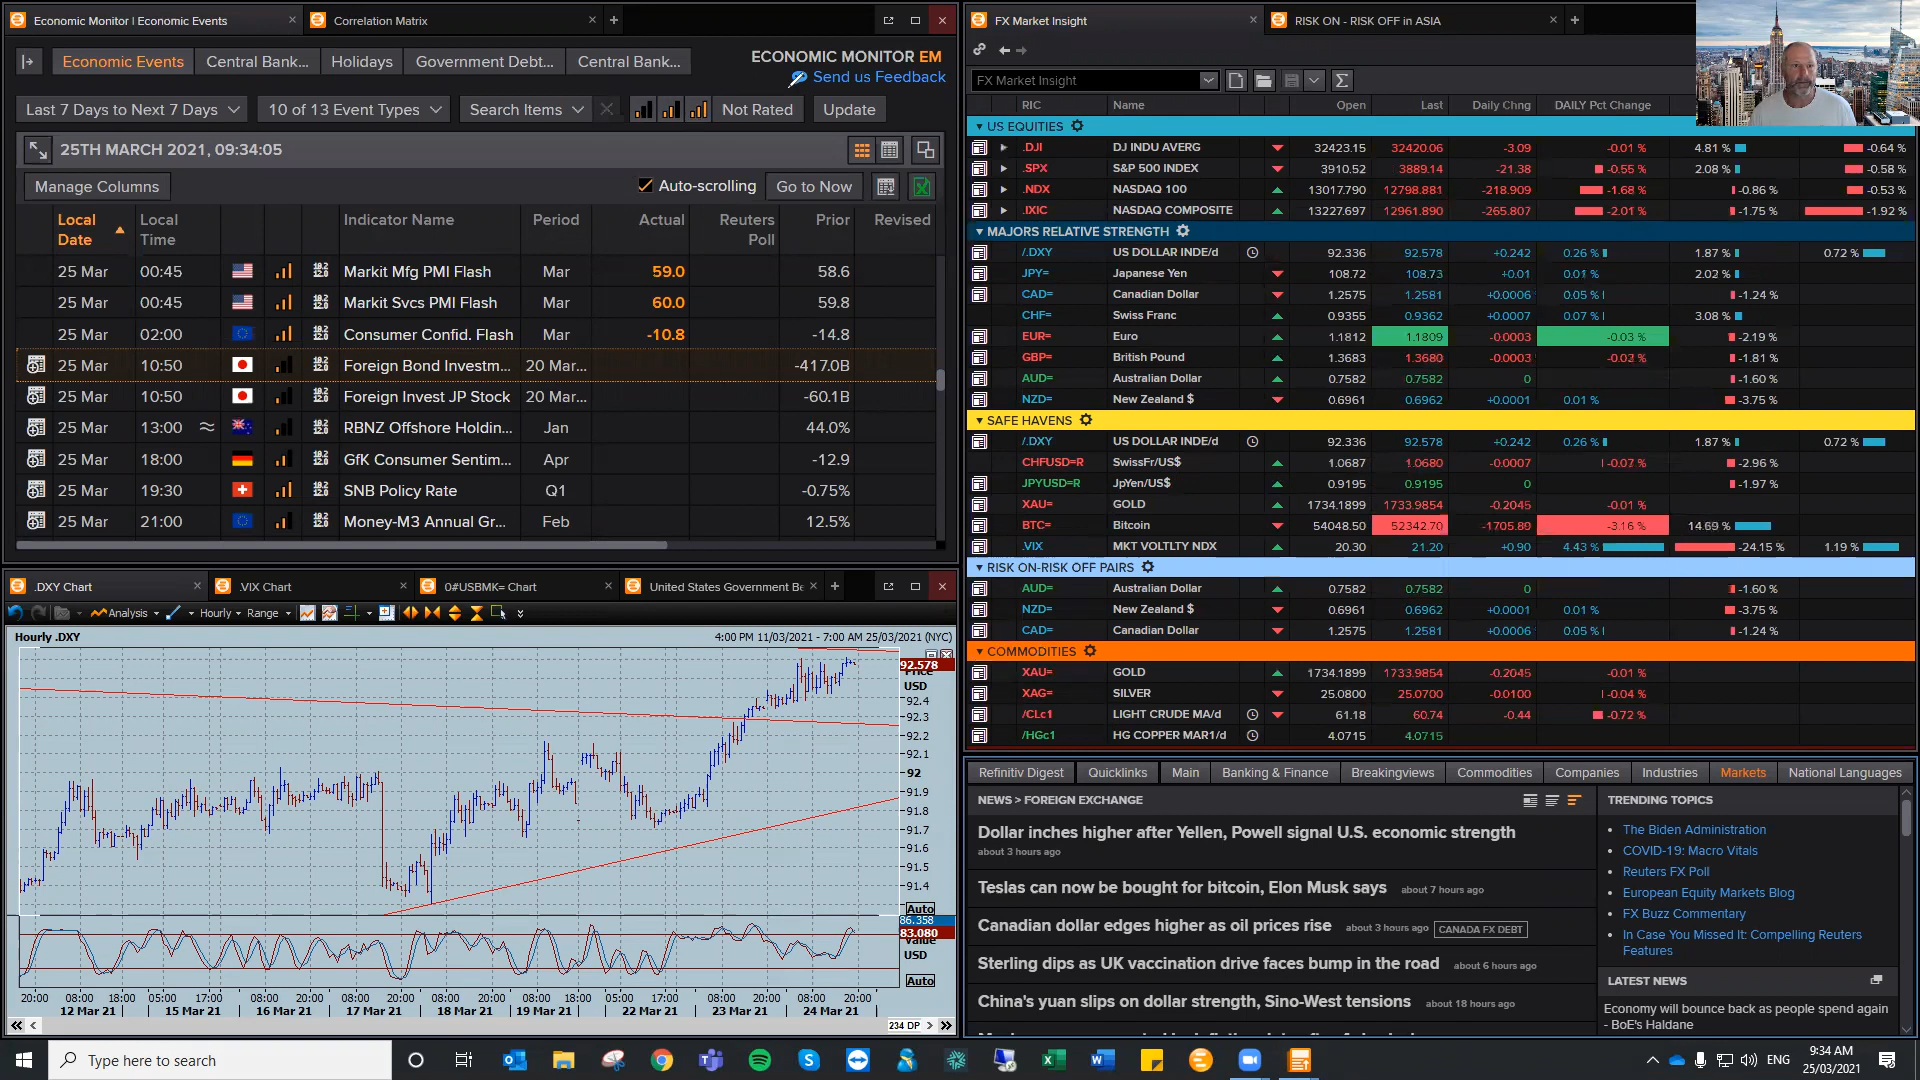 Economic Monitor | Economic Events
Correlation Matrix
Economic Events
Central Bank...
Holidays
Government Debt...
Central Bank...
ECONOMIC MONITOR EM
Send us Feedback
Last 7 Days to Next 7 Days
10 of 13 Event Types
Search Items
Not Rated
Update
25TH MARCH 2021, 09:34:05
Manage Columns
Auto-scrolling
Go to Now
Local Date
Local Time
Indicator Name
Period
Actual
Reuters Poll
Prior
Revised
25 Mar 00:45 Markit Mfg PMI Flash Mar 59.0 58.6
25 Mar 00:45 Markit Svcs PMI Flash Mar 60.0 59.8
25 Mar 02:00 Consumer Confid. Flash Mar -10.8 -14.8
25 Mar 10:50 Foreign Bond Investm... 20 Mar... -417.0B
25 Mar 10:50 Foreign Invest JP Stock 20 Mar... -60.1B
25 Mar 13:00 ≈ RBNZ Offshore Holdin... Jan 44.0%
25 Mar 18:00 GfK Consumer Sentim... Apr -12.9
25 Mar 19:30 SNB Policy Rate Q1 -0.75%
25 Mar 21:00 Money-M3 Annual Gr... Feb 12.5%
.DXY Chart
.VIX Chart
0#USBMK= Chart
United States Government Be
Analysis
Hourly
Range
Hourly .DXY
4:00 PM 11/03/2021 - 7:00 AM 25/03/2021 (NYC)
92.578
Price
USD
92.4
92.3
92.2
92.1
92
91.9
91.8
91.7
91.6
91.5
91.4
Auto
86.358
83.080
Value
USD
Auto
20:00 08:00 18:00 05:00 17:00 08:00 20:00 08:00 20:00 08:00 20:00 08:00 18:00 05:00 17:00 08:00 20:00 08:00 20:00
12 Mar 21 15 Mar 21 16 Mar 21 17 Mar 21 18 Mar 21 19 Mar 21 22 Mar 21 23 Mar 21 24 Mar 21
234 DP
FX Market Insight
RISK ON - RISK OFF in ASIA
FX Market Insight
RIC Name Open Last Daily Chng DAILY Pct Change
US EQUITIES
.DJI DJ INDU AVERG 32423.15 32420.06 -3.09 -0.01 % 4.81 % -0.64 %
.SPX S&P 500 INDEX 3910.52 3889.14 -21.38 -0.55 % 2.08 % -0.58 %
.NDX NASDAQ 100 13017.790 12798.881 -218.909 -1.68 % -0.86 % -0.53 %
.IXIC NASDAQ COMPOSITE 13227.697 12961.890 -265.807 -2.01 % -1.75 % -1.92 %
MAJORS RELATIVE STRENGTH
/.DXY US DOLLAR INDE/d 92.336 92.578 +0.242 0.26 % 1.87 % 0.72 %
JPY= Japanese Yen 108.72 108.73 +0.01 0.01 % 2.02 %
CAD= Canadian Dollar 1.2575 1.2581 +0.0006 0.05 % -1.24 %
CHF= Swiss Franc 0.9355 0.9362 +0.0007 0.07 % 3.08 %
EUR= Euro 1.1812 1.1809 -0.0003 -0.03 % -2.19 %
GBP= British Pound 1.3683 1.3680 -0.0003 -0.02 % -1.81 %
AUD= Australian Dollar 0.7582 0.7582 0 -1.60 %
NZD= New Zealand $ 0.6961 0.6962 +0.0001 0.01 % -3.75 %
SAFE HAVENS
/.DXY US DOLLAR INDE/d 92.336 92.578 +0.242 0.26 % 1.87 % 0.72 %
CHFUSD=R SwissFr/US$ 1.0687 1.0680 -0.0007 -0.07 % -2.96 %
JPYUSD=R JpYen/US$ 0.9195 0.9195 0 -1.97 %
XAU= GOLD 1734.1899 1733.9854 -0.2045 -0.01 %
BTC= Bitcoin 54048.50 52342.70 -1705.80 -3.16 % 14.69 %
.VIX MKT VOLTLTY NDX 20.30 21.20 +0.90 4.43 % -24.15 % 1.19 %
RISK ON-RISK OFF PAIRS
AUD= Australian Dollar 0.7582 0.7582 0 -1.60 %
NZD= New Zealand $ 0.6961 0.6962 +0.0001 0.01 % -3.75 %
CAD= Canadian Dollar 1.2575 1.2581 +0.0006 0.05 % -1.24 %
COMMODITIES
XAU= GOLD 1734.1899 1733.9854 -0.2045 -0.01 %
XAG= SILVER 25.0800 25.0700 -0.0100 -0.04 %
/CLc1 LIGHT CRUDE MA/d 61.18 60.74 -0.44 -0.72 %
/HGc1 HG COPPER MAR1/d 4.0715 4.0715
Refinitiv Digest
Quicklinks
Main
Banking & Finance
Breakingviews
Commodities
Companies
Industries
Markets
National Languages
NEWS > FOREIGN EXCHANGE
Dollar inches higher after Yellen, Powell signal U.S. economic strength
about 3 hours ago
Teslas can now be bought for bitcoin, Elon Musk says about 7 hours ago
Canadian dollar edges higher as oil prices rise about 3 hours ago CANADA FX DEBT
Sterling dips as UK vaccination drive faces bump in the road about 6 hours ago
China's yuan slips on dollar strength, Sino-West tensions about 18 hours ago
TRENDING TOPICS
• The Biden Administration
• COVID-19: Macro Vitals
• Reuters FX Poll
• European Equity Markets Blog
• FX Buzz Commentary
• In Case You Missed It: Compelling Reuters
Features
LATEST NEWS
Economy will bounce back as people spend again
- BoE's Haldane
Type here to search
ENG
9:34 AM
25/03/2021